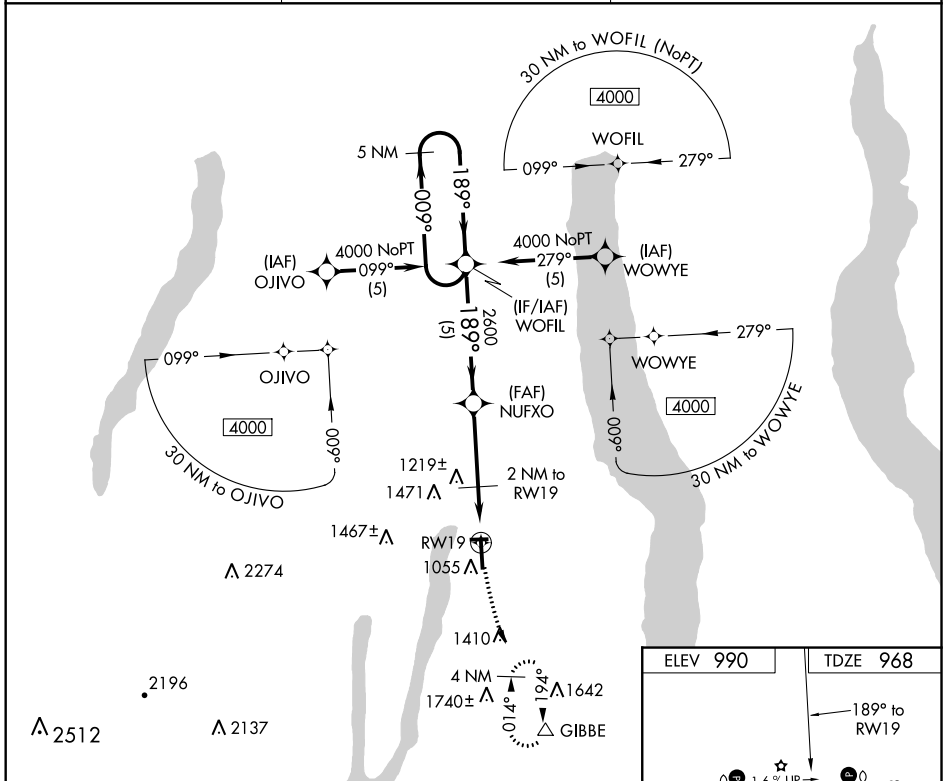 30 NM to WOFIL (NoPT)
4000
WOFIL
099°
279°
5 NM
009°
189°
(IAF)
OJIVO
4000 NoPT
099°
(5)
4000 NoPT
279°
(5)
(IAF)
WOWYE
(IF/IAF)
WOFIL
2600
189°
(5)
099°
OJIVO
4000
009°
30 NM to OJIVO
279°
WOWYE
4000
009°
30 NM to WOWYE
(FAF)
NUFXO
1219±
1471
2 NM to
RW19
1467±
RW19
1055
2274
1410
4 NM
1740±
014°
194°
1642
GIBBE
2196
2512
2137
ELEV 990
TDZE 968
189° to
RW19
P
1.6% UP
P